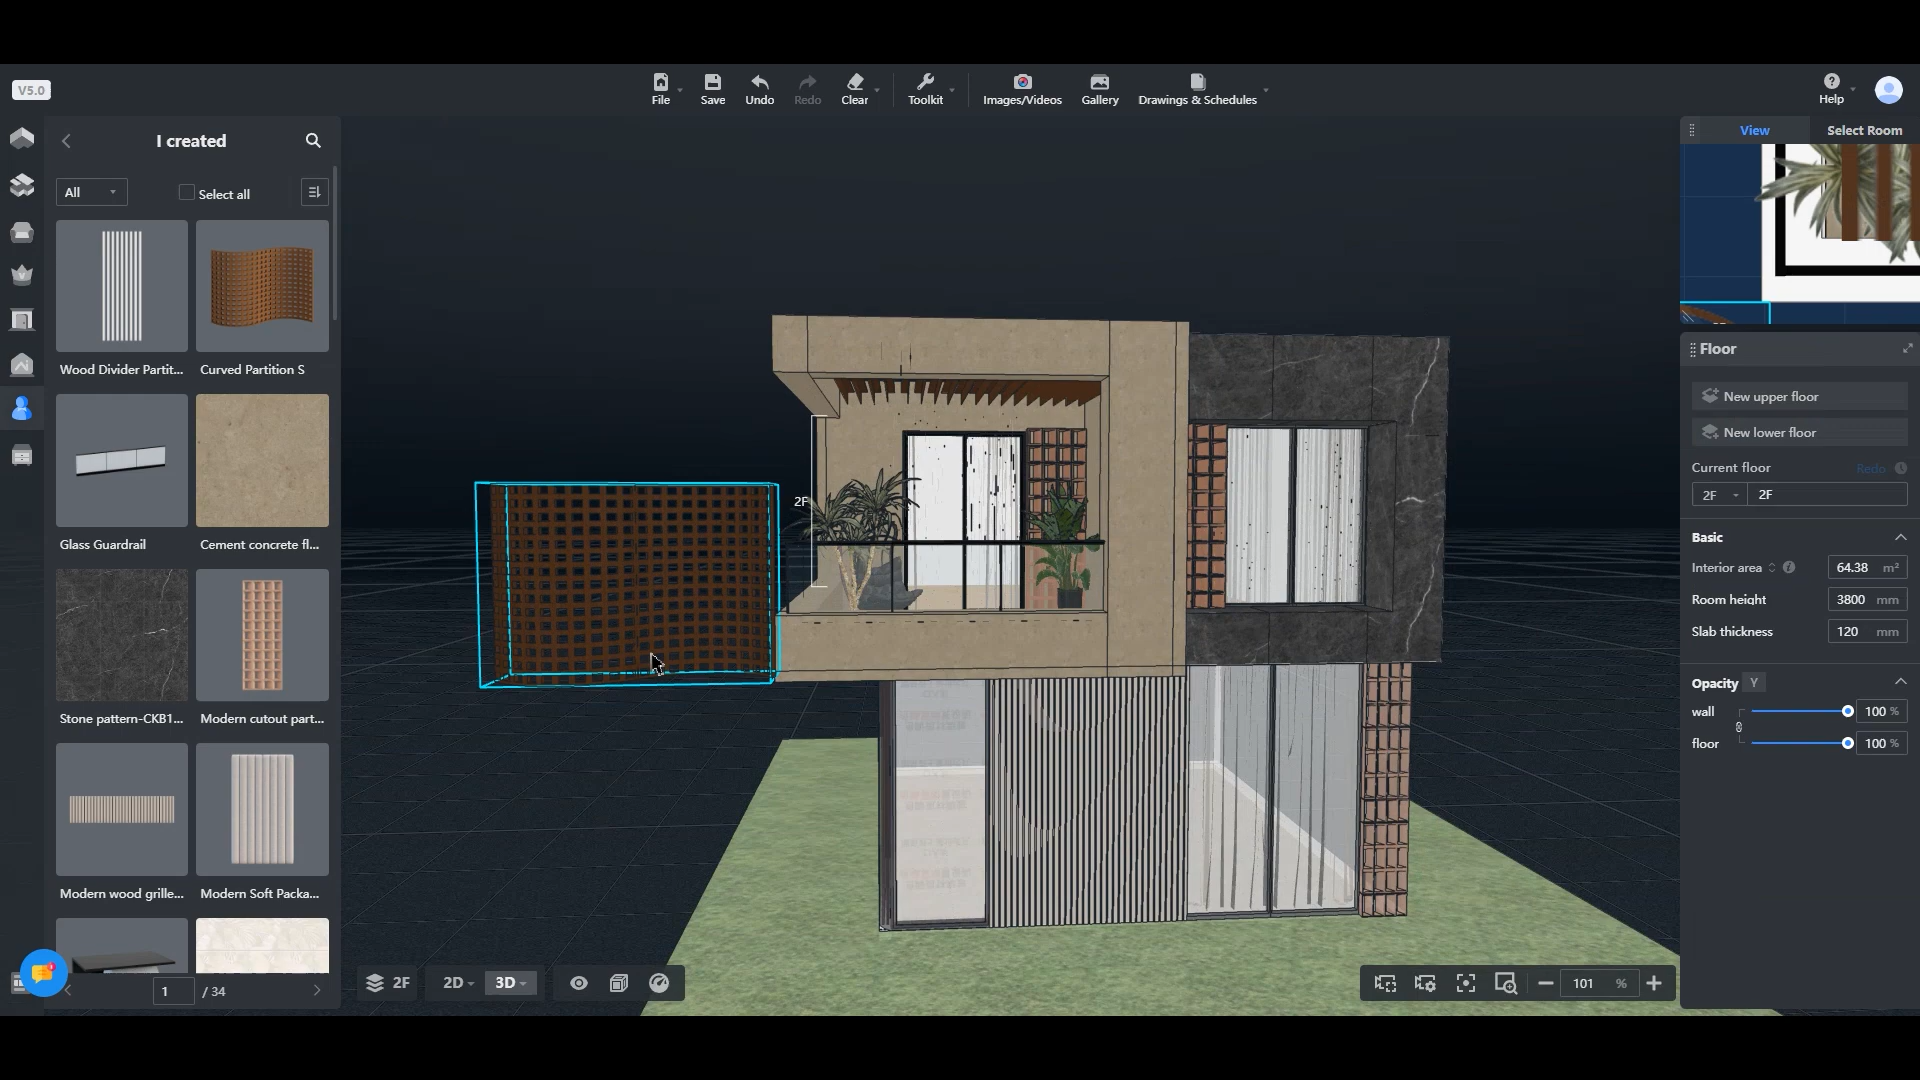 V5.0
File
Save
Undo
Redo
Clear
Toolkit
Images/Videos
Gallery
Drawings & Schedules
Help
I created
All
Select all
Wood Divider Partit...
Curved Partition S
Glass Guardrail
Cement concrete fl...
Stone pattern-CKB1...
Modern cutout part...
Modern wood grille...
Modern Soft Packa...
1 / 34
2F
2F
2D
3D
101 %
View
Select Room
Floor
New upper floor
New lower floor
Current floor
Redo
2F
2F
Basic
Interior area
64.38 m²
Room height
3800 mm
Slab thickness
120 mm
Opacity Y
wall
100 %
floor
100 %